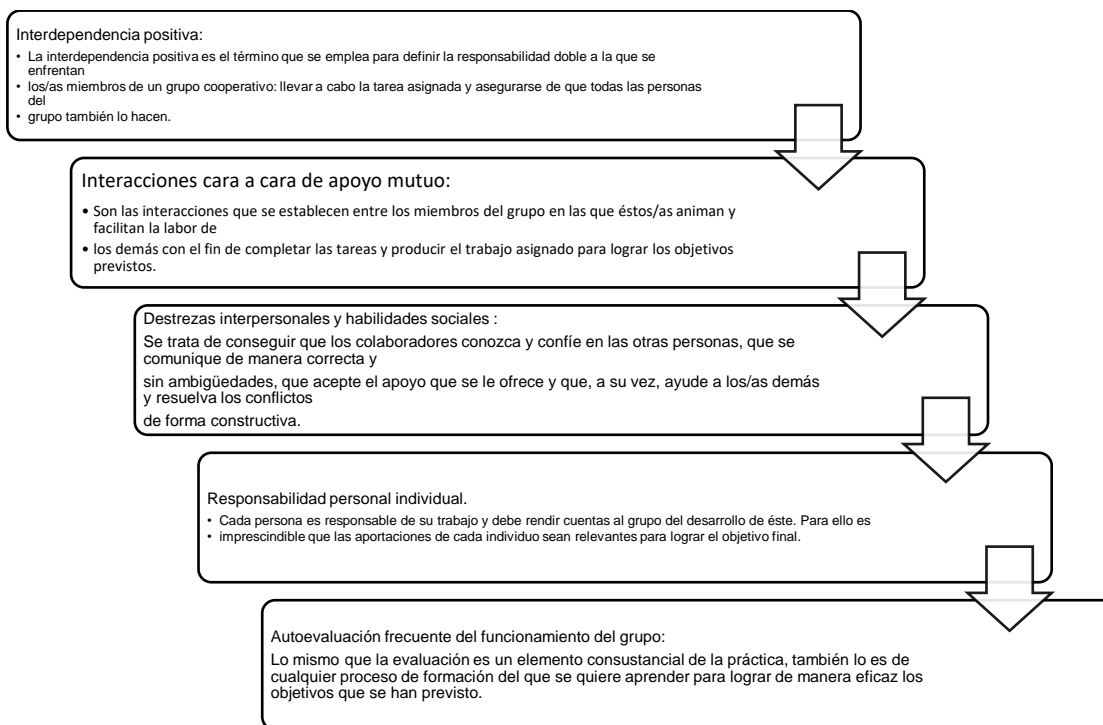 Interdependencia positiva:
• La interdependencia positiva es el término que se emplea para definir la responsabilidad doble a la que se
enfrentan
• los/as miembros de un grupo cooperativo: llevar a cabo la tarea asignada y asegurarse de que todas las personas
del
• grupo también lo hacen.
Interacciones cara a cara de apoyo mutuo:
• Son las interacciones que se establecen entre los miembros del grupo en las que éstos/as animan y
facilitan la labor de
• los demás con el fin de completar las tareas y producir el trabajo asignado para lograr los objetivos
previstos.
Destrezas interpersonales y habilidades sociales :
Se trata de conseguir que los colaboradores conozca y confíe en las otras personas, que se
comunique de manera correcta y
sin ambigüedades, que acepte el apoyo que se le ofrece y que, a su vez, ayude a los/as demás
y resuelva los conflictos
de forma constructiva.
Responsabilidad personal individual.
• Cada persona es responsable de su trabajo y debe rendir cuentas al grupo del desarrollo de éste. Para ello es
• imprescindible que las aportaciones de cada individuo sean relevantes para lograr el objetivo final.
Autoevaluación frecuente del funcionamiento del grupo:
Lo mismo que la evaluación es un elemento consustancial de la práctica, también lo es de
cualquier proceso de formación del que se quiere aprender para lograr de manera eficaz los
objetivos que se han previsto.